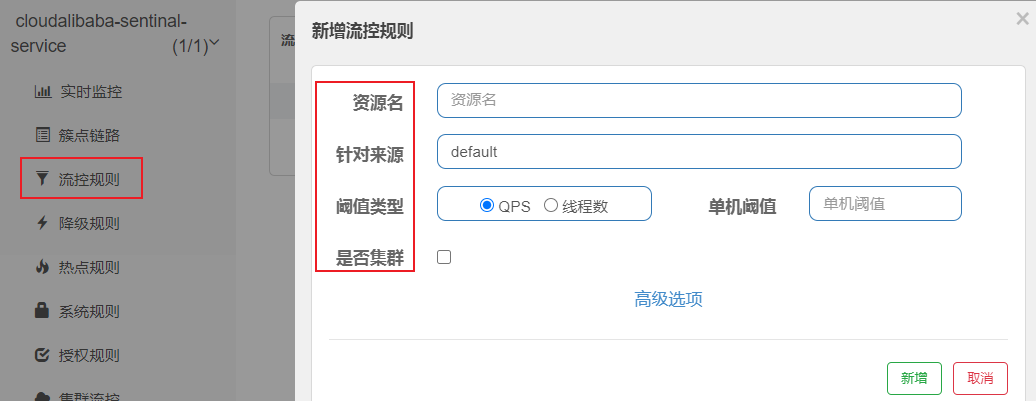 cloudalibaba-sentinal-
service (1/1)
实时监控
簇点链路
流控规则
降级规则
热点规则
系统规则
授权规则
集群流控
流
新增流控规则
×
资源名 资源名
针对来源 default
阈值类型 QPS 线程数 单机阈值 单机阈值
是否集群
高级选项
新增 取消